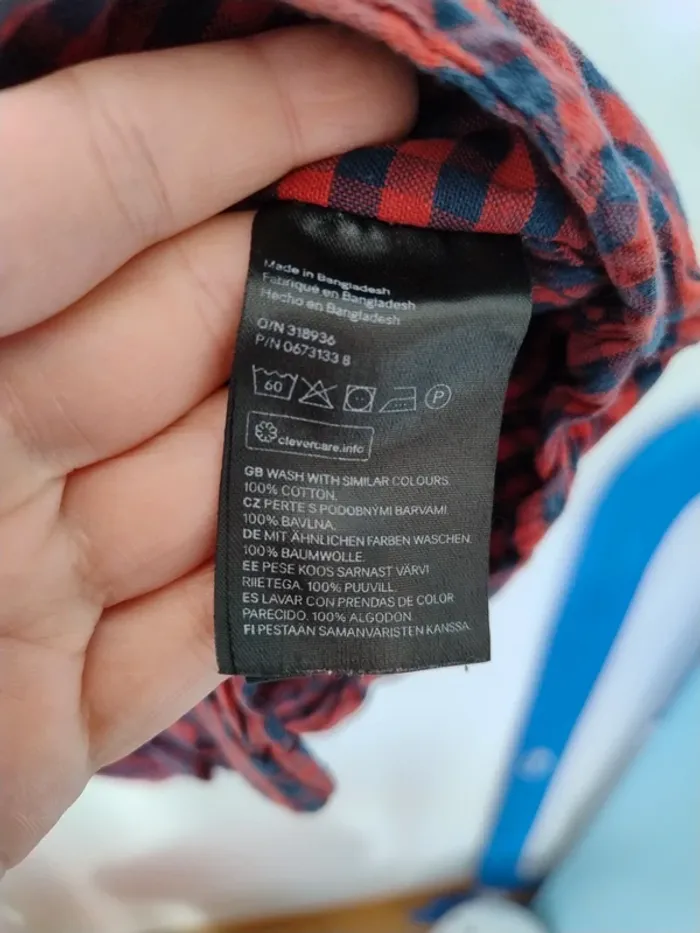 Made in Bangladesh
Fabriqué en Bangladesh
Hecho en Bangladesh
O/N 318936
P/N 0673133 8
60
P
clevercare.info
GB WASH WITH SIMILAR COLOURS.
100% COTTON.
CZ PERTE S PODOBNÝMI BARVAMI
100% BAVLNA.
DE MIT ÄHNLICHEN FARBEN WASCHEN.
100% BAUMWOLLE.
EE PESE KOOS SARNAST VÄRVI
RIIETEGA. 100% PUUVILL.
ES LAVAR CON PRENDAS DE COLOR
PARECIDO. 100% ALGODÓN.
FI PESTÄÄN SAMANVÄRISTEN KANSSA.